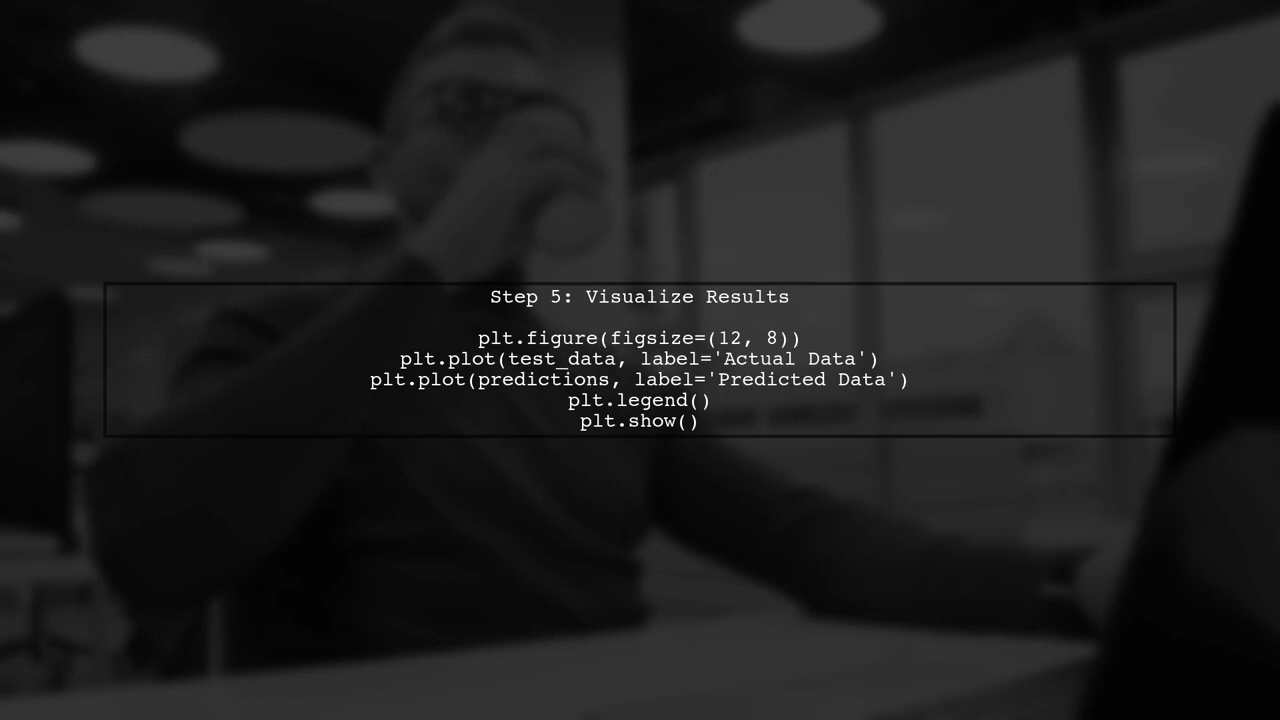 Step 5: Visualize Results
plt.figure(figsize=(12, 8))
plt.plot(test_data, label='Actual Data')
plt.plot(predictions, label='Predicted Data')
plt.legend()
plt.show()